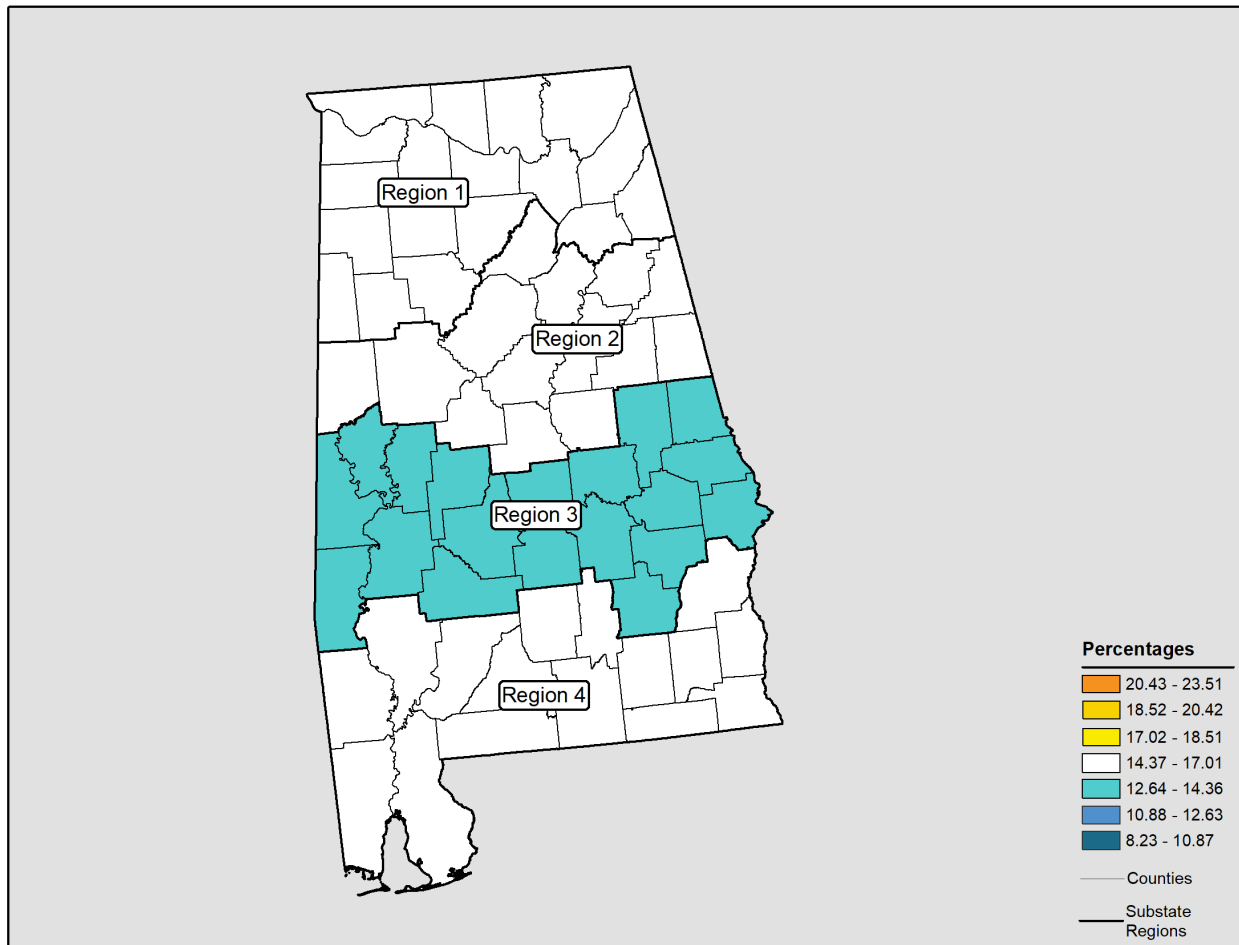 Region 1
Region 2
Region 3
Region 4
Percentages
20.43 - 23.51
18.52 - 20.42
17.02 - 18.51
14.37 - 17.01
12.64 - 14.36
10.88 - 12.63
8.23 - 10.87
Counties
Substate
Regions